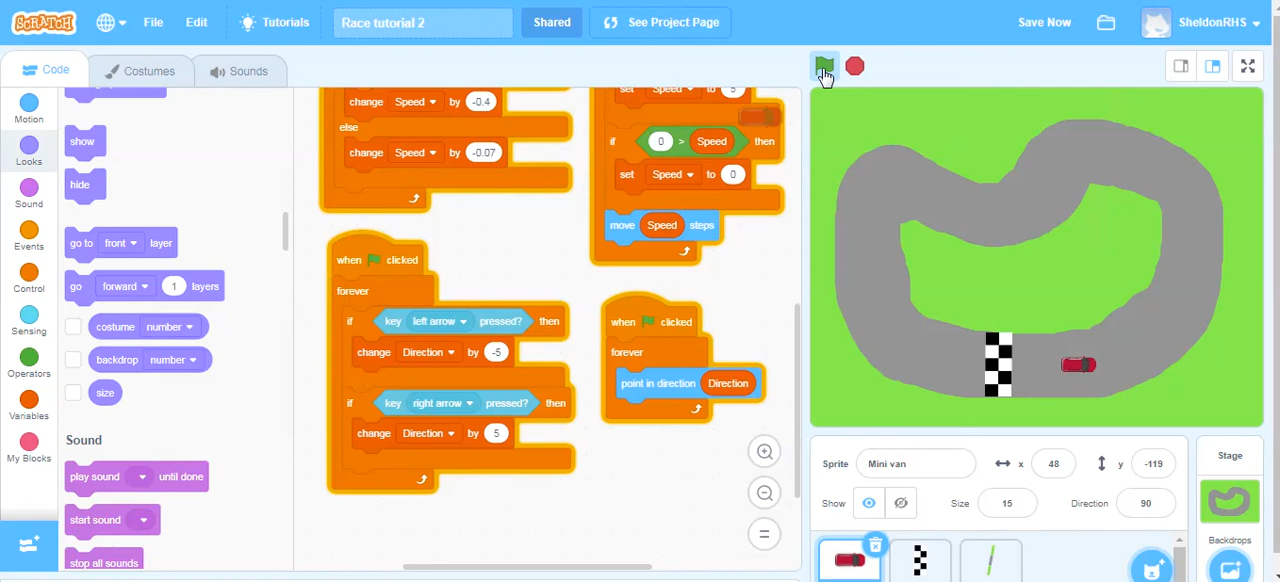 SCRATCH File Edit Tutorials Race tutorial 2 Shared See Project Page Save Now SheldonRHS
Code Costumes Sounds
Motion
Looks
Sound
Events
Control
Sensing
Operators
Variables
My Blocks
show
hide
go to front layer
go forward 1 layers
costume number
backdrop number
size
Sound
play sound until done
start sound
stop all sounds
change Speed by -0.4
else
change Speed by -0.07
when clicked
forever
if key left arrow pressed? then
change Direction by -5
if key right arrow pressed? then
change Direction by 5
set Speed to 5
if 0 > Speed then
set Speed to 0
move Speed steps
when clicked
forever
point in direction Direction
Sprite Mini van x 48 y -119
Show Size 15 Direction 90
Stage
Backdrops